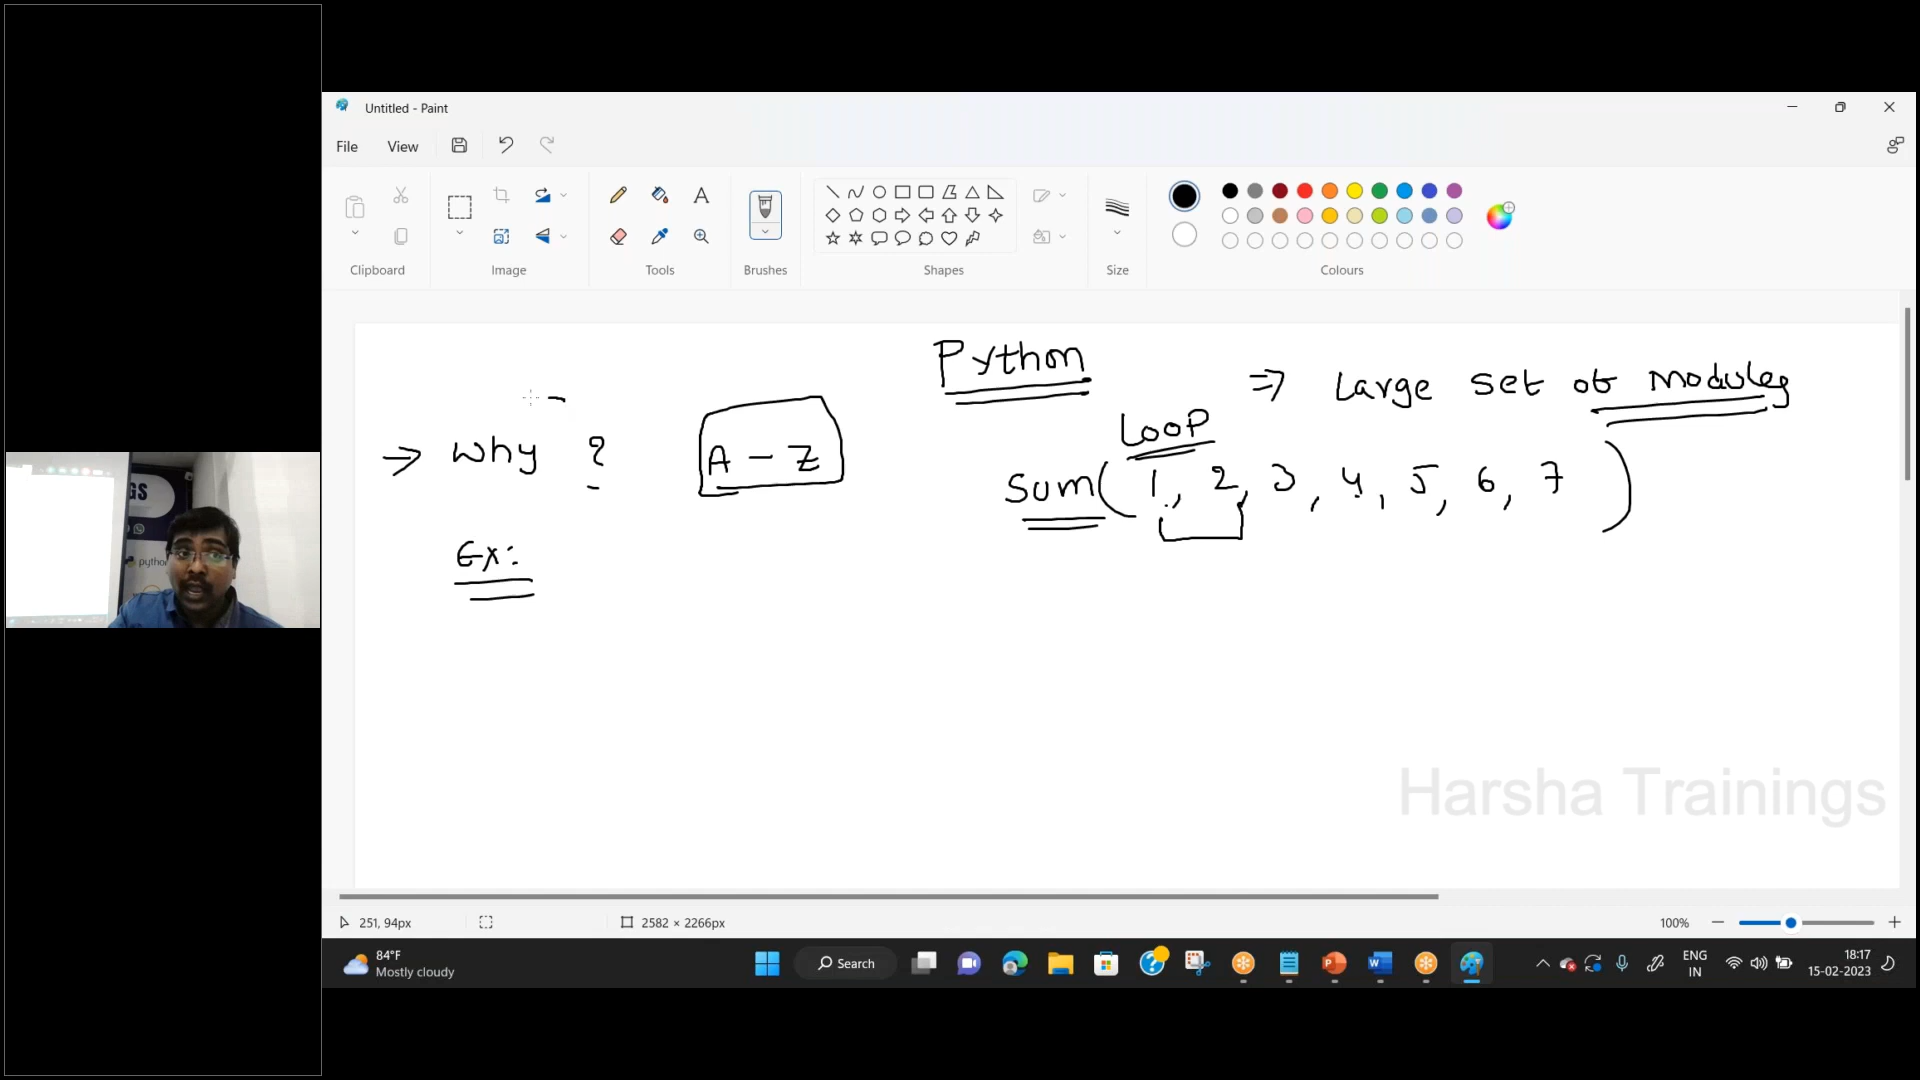 Untitled - Paint
File View
Clipboard Image Tools Brushes Shapes Size Colours
Python
⇒ Large set of modules
LOOP
→ Why ? A – Z
Sum( 1, 2, 3, 4, 5, 6, 7 )
Ex:
GS
python
Harsha Trainings
251, 94px 2582 × 2266px 100%
84°F
Mostly cloudy
Search
ENG
IN
18:17
15-02-2023